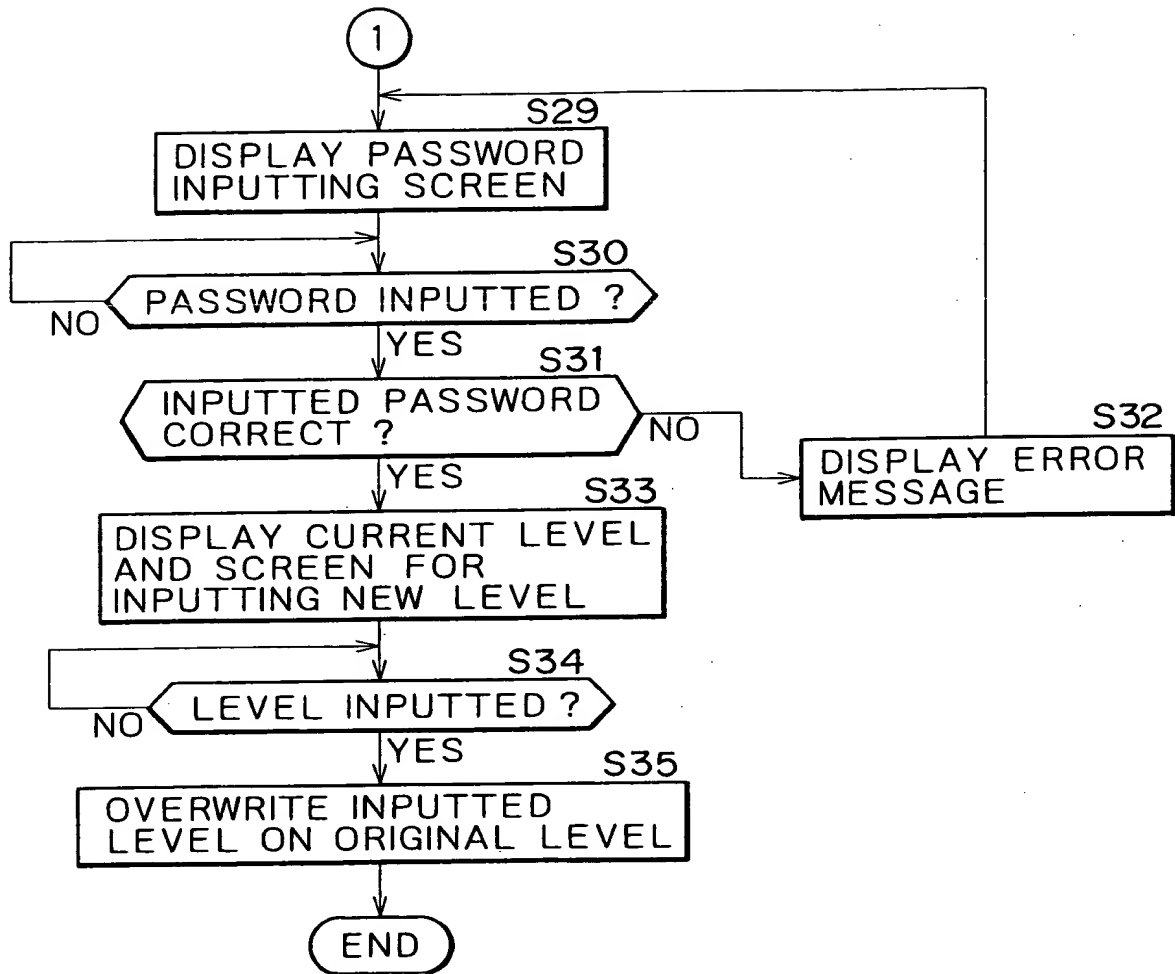 1
S29
DISPLAY PASSWORD
INPUTTING SCREEN
S30
PASSWORD INPUTTED ?
NO
YES
S31
INPUTTED PASSWORD
CORRECT ?
NO
YES
S32
DISPLAY ERROR
MESSAGE
S33
DISPLAY CURRENT LEVEL
AND SCREEN FOR
INPUTTING NEW LEVEL
S34
LEVEL INPUTTED ?
NO
YES
S35
OVERWRITE INPUTTED
LEVEL ON ORIGINAL LEVEL
END